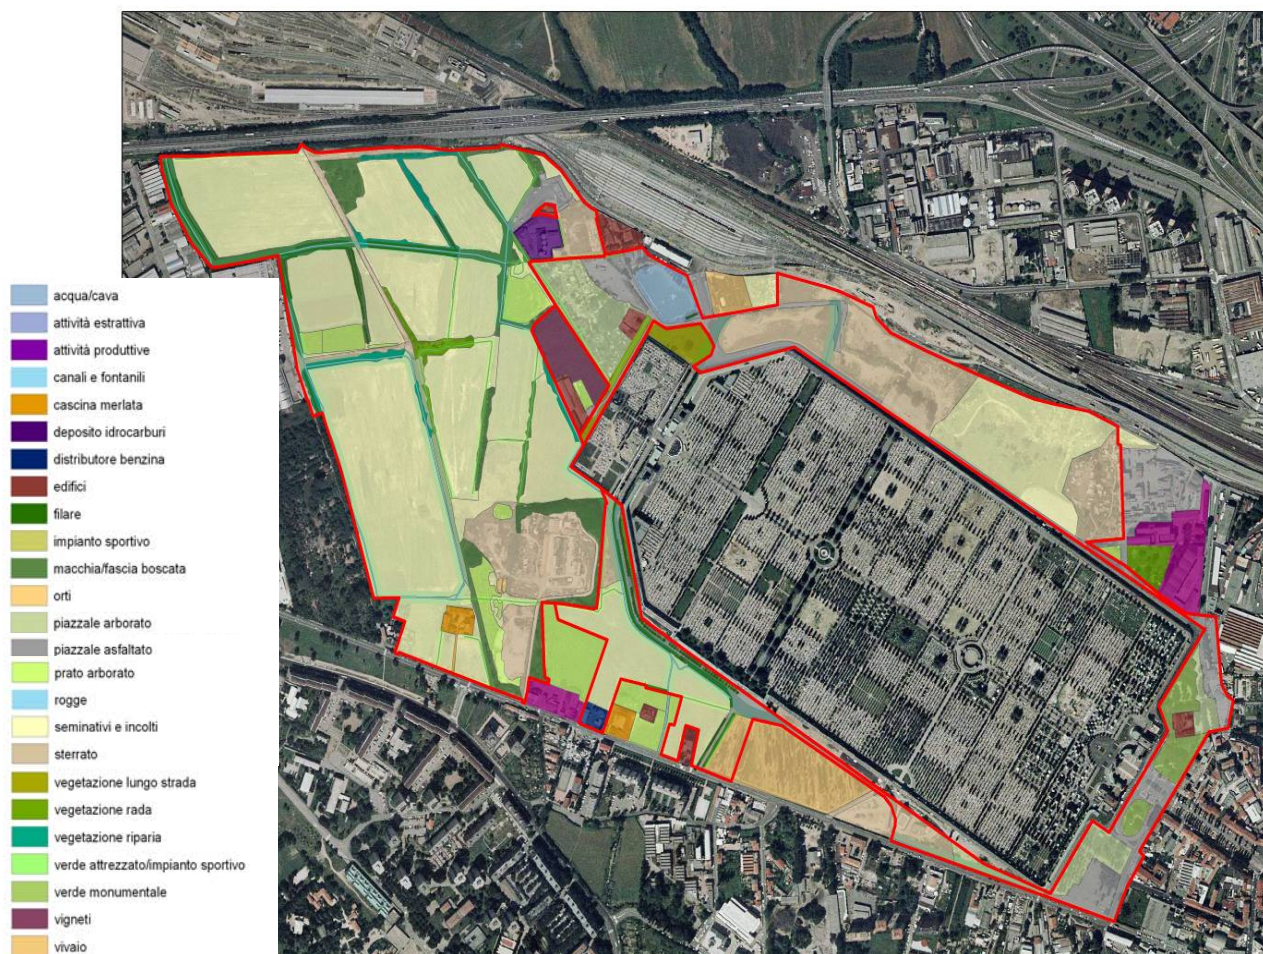 acqua/cava
attività estrattiva
attività produttive
canali e fontanili
cascina merlata
deposito idrocarburi
distributore benzina
edifici
filare
impianto sportivo
macchia/fascia boscata
orti
piazzale arborato
piazzale asfaltato
prato arborato
rogge
seminativi e incolti
sterrato
vegetazione lungo strada
vegetazione rada
vegetazione riparia
verde attrezzato/impianto sportivo
verde monumentale
vigneti
vivaio